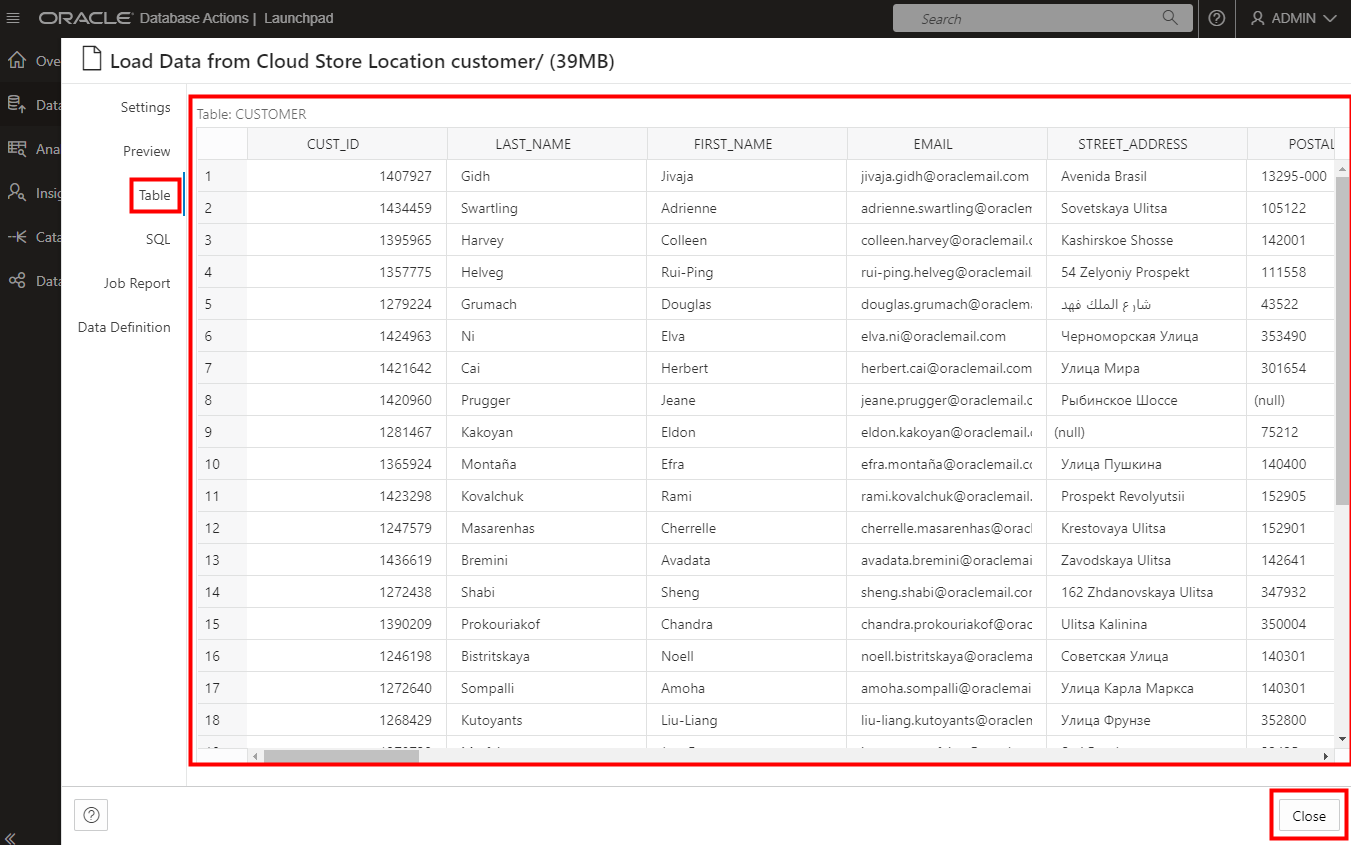 ORACLE Database Actions | Launchpad Search ADMIN
Load Data from Cloud Store Location customer/ (39MB)
Ove
Data
Ana
Insig
Cata
Data
Settings
Preview
Table
SQL
Job Report
Data Definition
Table: CUSTOMER
CUST_ID LAST_NAME FIRST_NAME EMAIL STREET_ADDRESS POSTAL
1 1407927 Gidh Jivaja jivaja.gidh@oraclemail.com Avenida Brasil 13295-000
2 1434459 Swartling Adrienne adrienne.swartling@oraclem Sovetskaya Ulitsa 105122
3 1395965 Harvey Colleen colleen.harvey@oraclemail.c Kashirskoe Shosse 142001
4 1357775 Helveg Rui-Ping rui-ping.helveg@oraclemail. 54 Zelyoniy Prospekt 111558
5 1279224 Grumach Douglas douglas.grumach@oraclema شارع الملك فهد 43522
6 1424963 Ni Elva elva.ni@oraclemail.com Черноморская Улица 353490
7 1421642 Cai Herbert herbert.cai@oraclemail.com Улица Мира 301654
8 1420960 Prugger Jeane jeane.prugger@oraclemail.c Рыбинское Шоссе (null)
9 1281467 Kakoyan Eldon eldon.kakoyan@oraclemail. (null) 75212
10 1365924 Montaña Efra efra.montaña@oraclemail.cc Улица Пушкина 140400
11 1423298 Kovalchuk Rami rami.kovalchuk@oraclemail. Prospekt Revolyutsii 152905
12 1247579 Masarenhas Cherrelle cherrelle.masarenhas@oracl Krestovaya Ulitsa 152901
13 1436619 Bremini Avadata avadata.bremini@oraclemai Zavodskaya Ulitsa 142641
14 1272438 Shabi Sheng sheng.shabi@oraclemail.cor 162 Zhdanovskaya Ulitsa 347932
15 1390209 Prokouriakof Chandra chandra.prokouriakof@orac Ulitsa Kalinina 350004
16 1246198 Bistritskaya Noell noell.bistritskaya@oraclema Советская Улица 140301
17 1272640 Sompalli Amoha amoha.sompalli@oraclemai Улица Карла Маркса 140301
18 1268429 Kutoyants Liu-Liang liu-liang.kutoyants@oraclen Улица Фрунзе 352800
Close